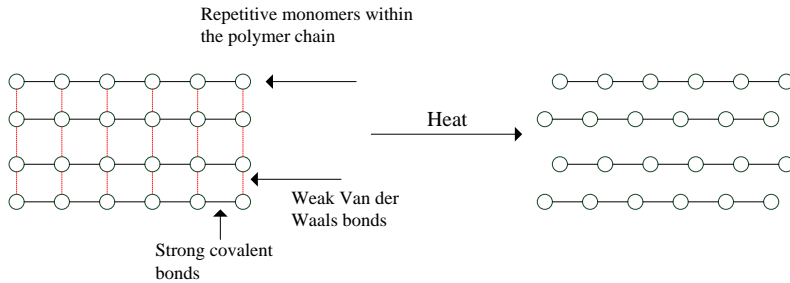 Repetitive monomers within
the polymer chain
Heat
Weak Van der
Waals bonds
Strong covalent
bonds